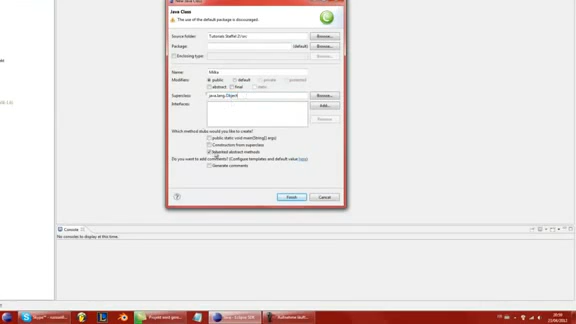 New Java Class
Java Class
The use of the default package is discouraged.
Source folder:
Browse...
Package:
(default)
Browse...
Enclosing type:
Browse...
Name:
Milka
Modifiers:
public
default
private
protected
abstract
final
static
Superclass:
java.lang.Object
Browse...
Interfaces:
Add...
Remove
Which method stubs would you like to create?
public static void main(String[] args)
Constructors from superclass
Inherited abstract methods
Do you want to add comments? (Configure templates and default value here)
Generate comments
Finish
Cancel
Console
No consoles to display at this time.